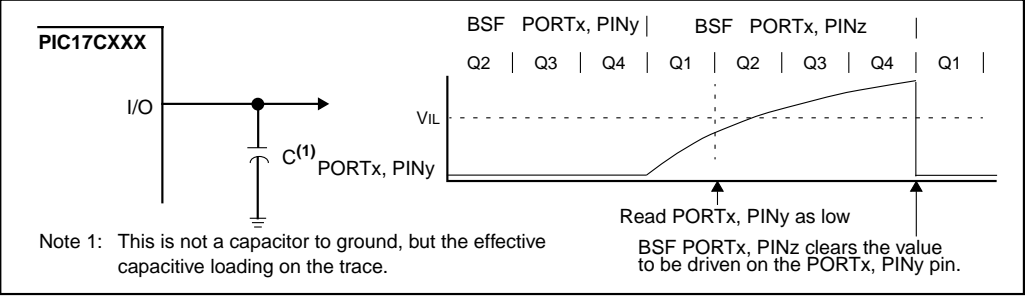 PIC17CXXX
I/O
C(1)
BSF PORTx, PINy | BSF PORTx, PINz |
Q2 | Q3 | Q4 | Q1 | Q2 | Q3 | Q4 | Q1 |
VIL
PORTx, PINy
Read PORTx, PINy as low
BSF PORTx, PINz clears the value
to be driven on the PORTx, PINy pin.
Note 1: This is not a capacitor to ground, but the effective
capacitive loading on the trace.